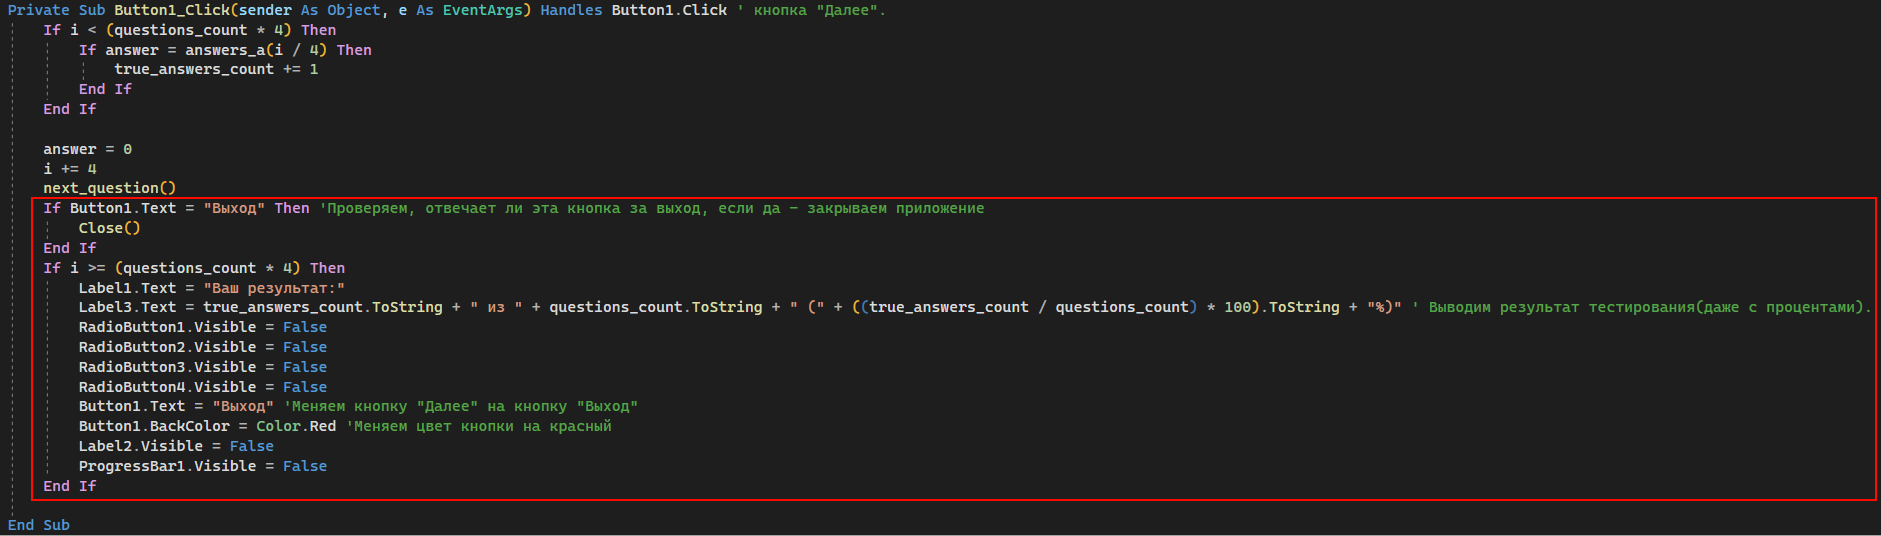 Private Sub Button1_Click(sender As Object, e As EventArgs) Handles Button1.Click ' кнопка "Далее".
If i < (questions_count * 4) Then
If answer = answers_a(i / 4) Then
true_answers_count += 1
End If
End If
answer = 0
i += 4
next_question()
If Button1.Text = "Выход" Then 'Проверяем, отвечает ли эта кнопка за выход, если да - закрываем приложение
Close()
End If
If i >= (questions_count * 4) Then
Label1.Text = "Ваш результат:"
Label3.Text = true_answers_count.ToString + " из " + questions_count.ToString + " (" + ((true_answers_count / questions_count) * 100).ToString + "%)" ' Выводим результат тестирования(даже с процентами).
RadioButton1.Visible = False
RadioButton2.Visible = False
RadioButton3.Visible = False
RadioButton4.Visible = False
Button1.Text = "Выход" 'Меняем кнопку "Далее" на кнопку "Выход"
Button1.BackColor = Color.Red 'Меняем цвет кнопки на красный
Label2.Visible = False
ProgressBar1.Visible = False
End If
End Sub